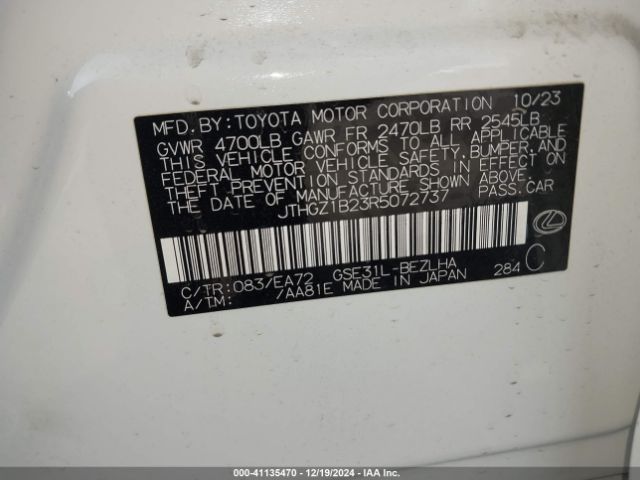 MFD. BY: TOYOTA MOTOR CORPORATION 10/23
GVWR 4700LB GAWR FR 2470LB RR 2545LB
THIS VEHICLE CONFORMS TO ALL APPLICABLE
FEDERAL MOTOR VEHICLE SAFETY, BUMPER, AND
THEFT PREVENTION STANDARDS IN EFFECT ON
THE DATE OF MANUFACTURE SHOWN ABOVE.
JTHGZ1B23R5072737 PASS. CAR
C/TR: 083/EA72 GSE31L-BEZLHA 284 C
A/TM: /AA81E MADE IN JAPAN
000-41135470 - 12/19/2024 - IAA Inc.